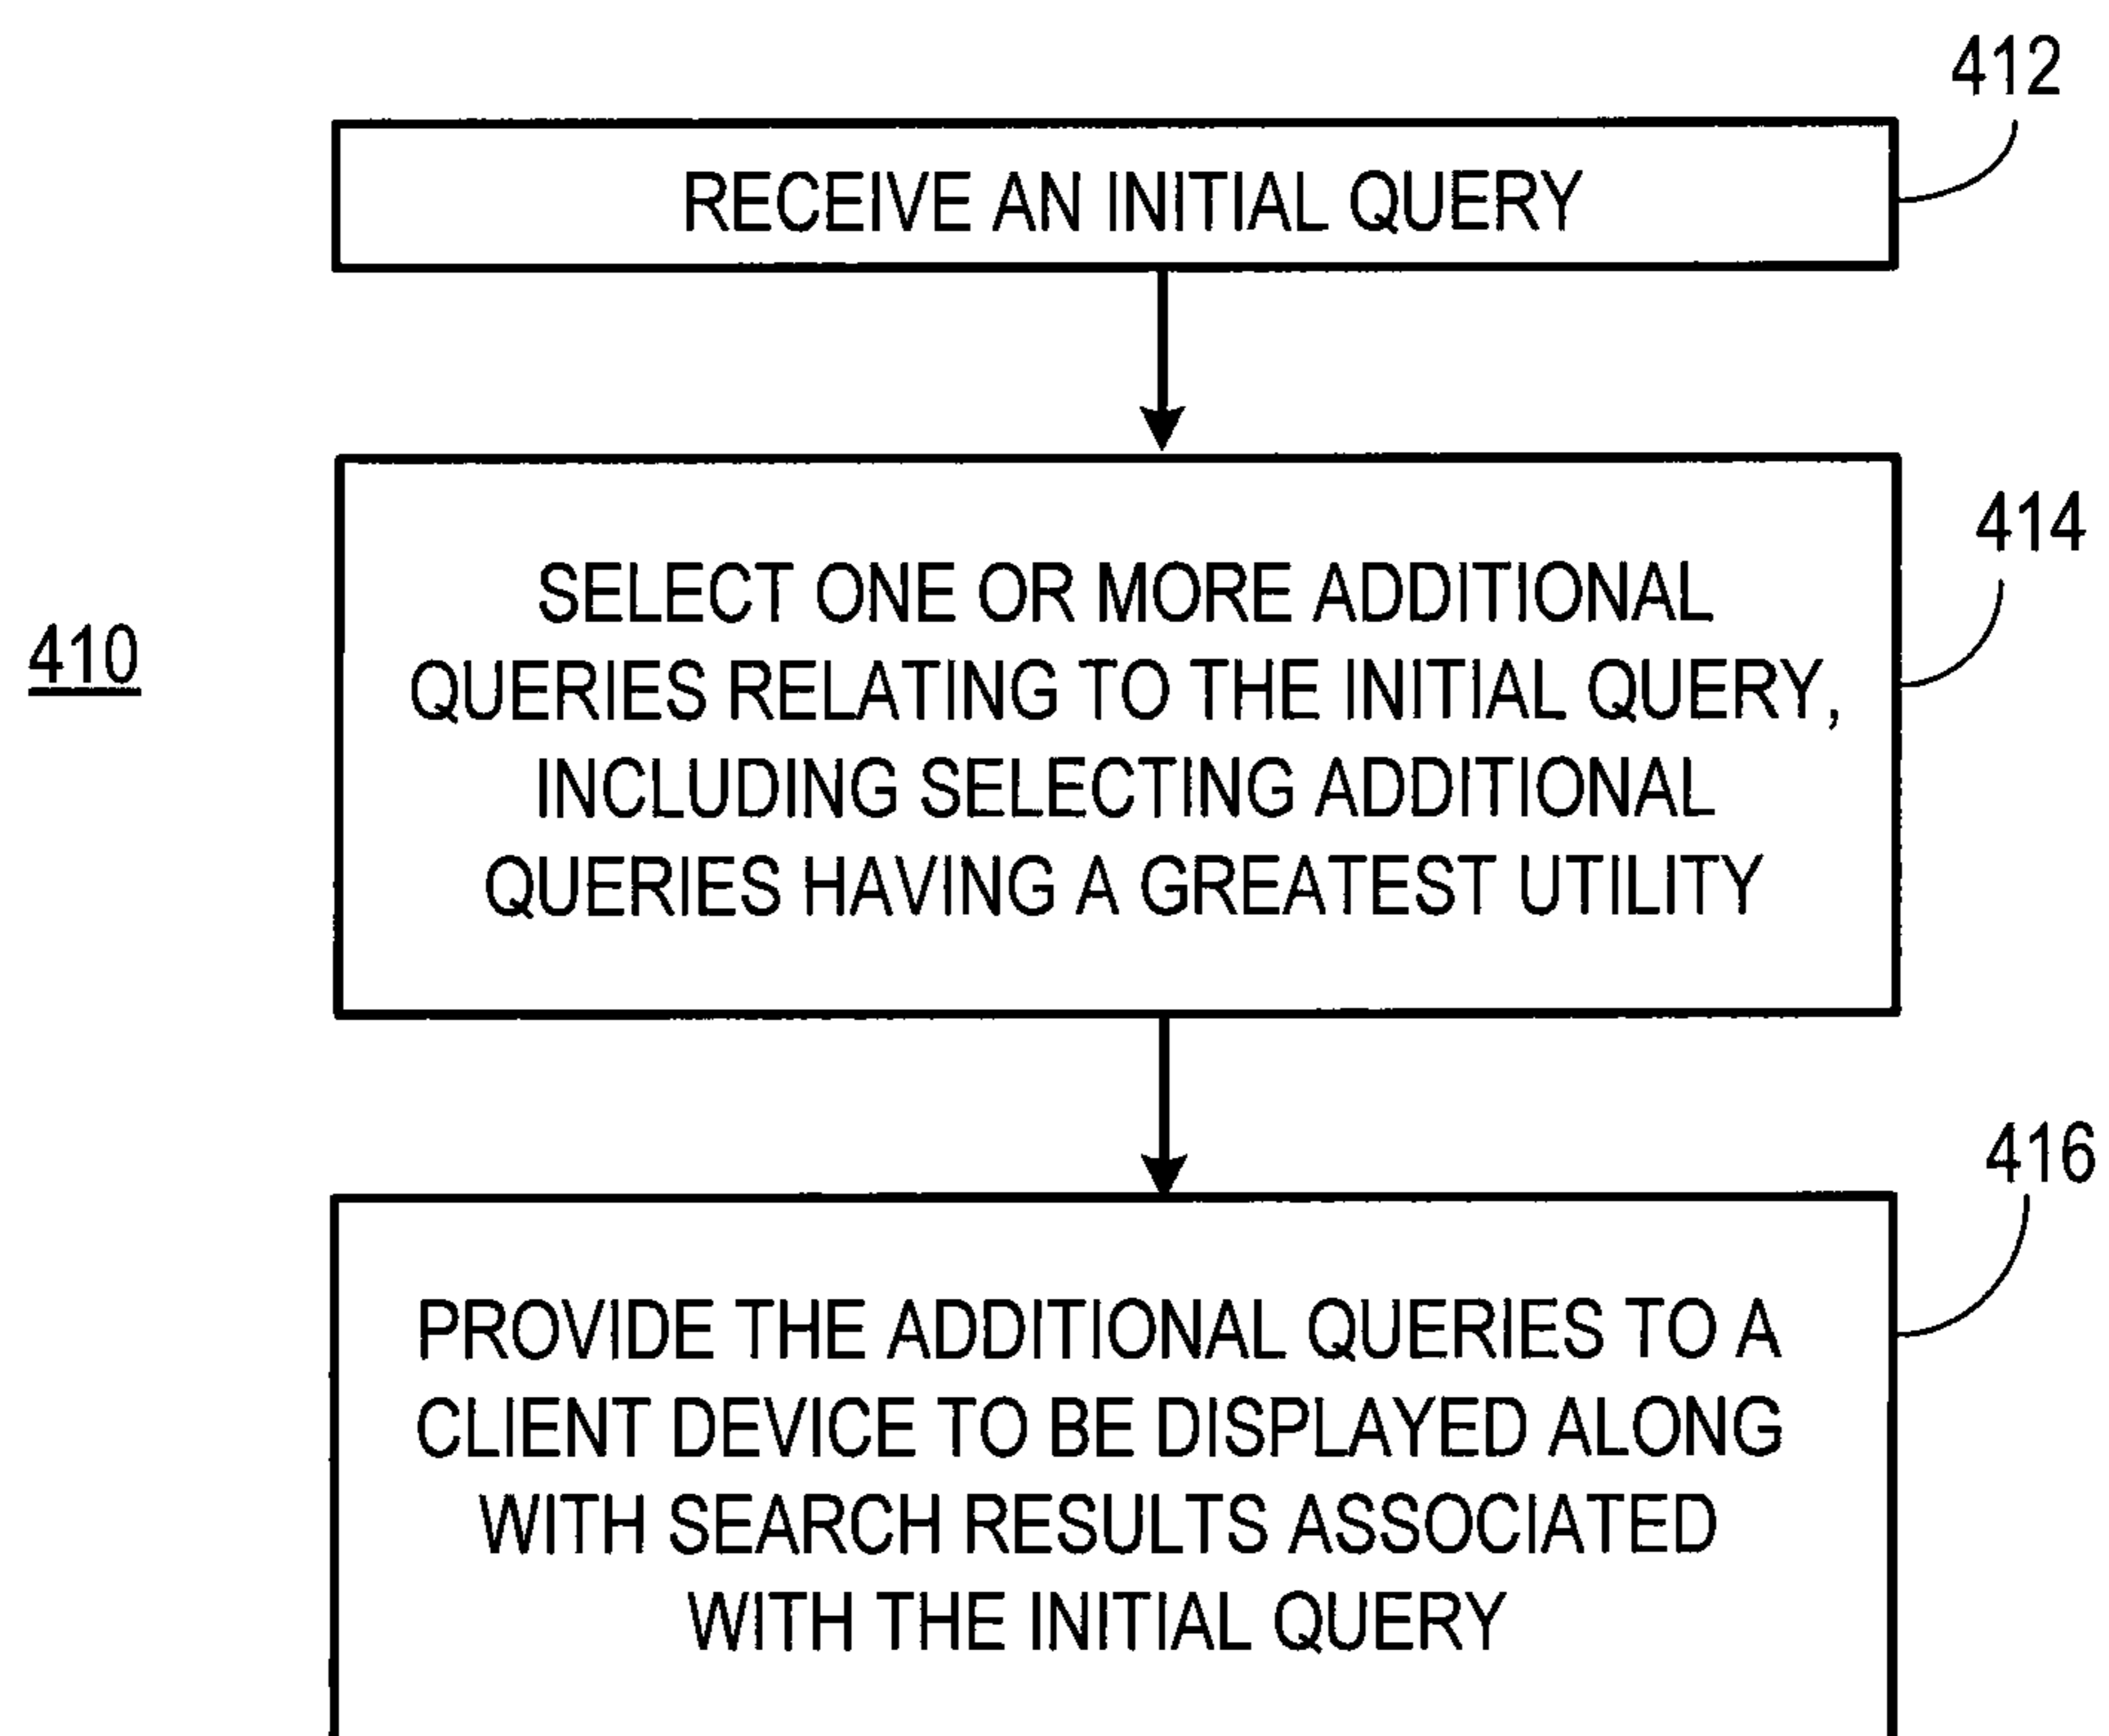 412
RECEIVE AN INITIAL QUERY
414
SELECT ONE OR MORE ADDITIONAL
QUERIES RELATING TO THE INITIAL QUERY,
INCLUDING SELECTING ADDITIONAL
QUERIES HAVING A GREATEST UTILITY
410
416
PROVIDE THE ADDITIONAL QUERIES TO A
CLIENT DEVICE TO BE DISPLAYED ALONG
WITH SEARCH RESULTS ASSOCIATED
WITH THE INITIAL QUERY